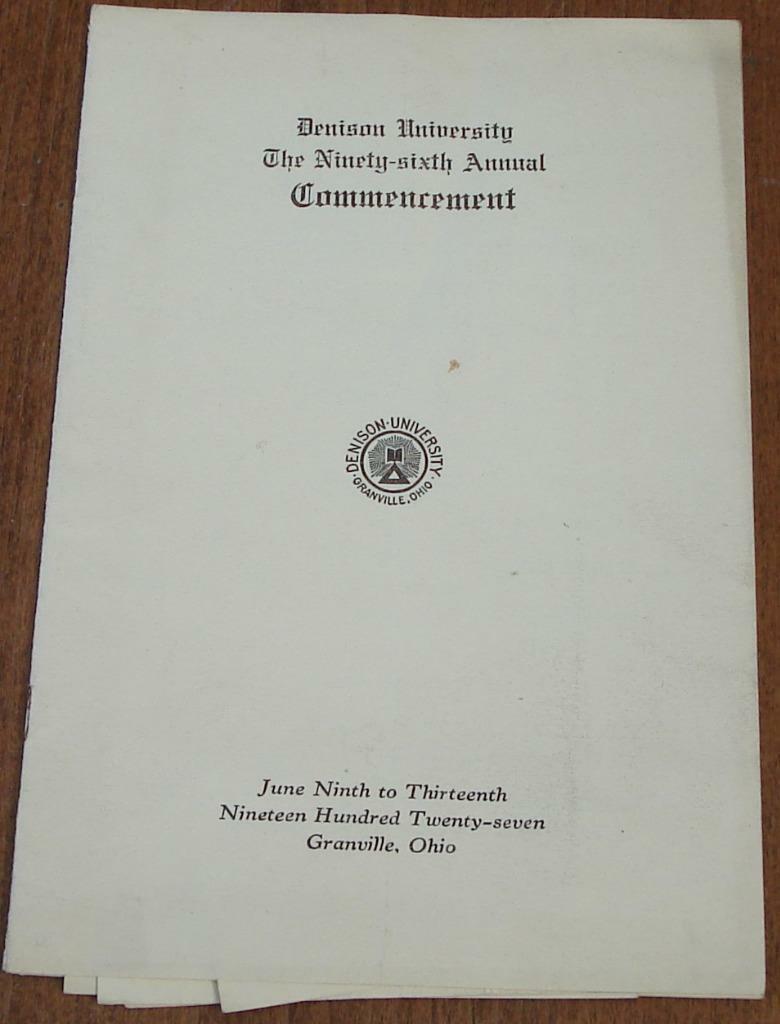 Denison University
The Ninety-sixth Annual
Commencement
DENISON·UNIVERSITY·
GRANVILLE, OHIO·
June Ninth to Thirteenth
Nineteen Hundred Twenty-seven
Granville, Ohio